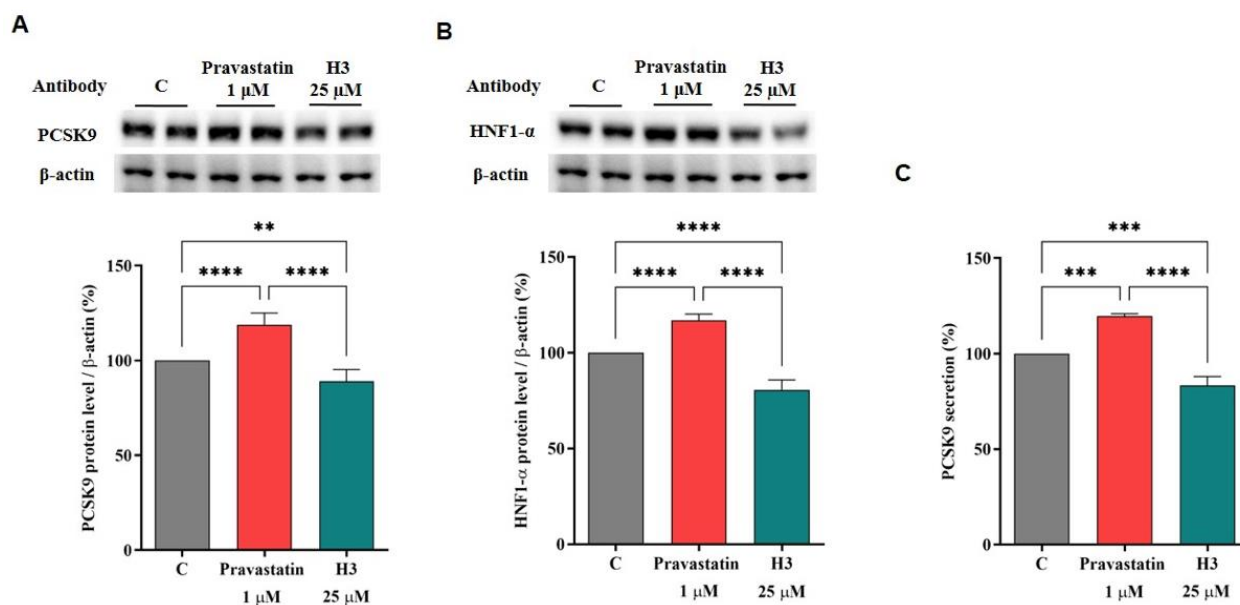 A
Antibody
C
Pravastatin
1 μM
H3
25 μM
PCSK9
β-actin
**
****
****
PCSK9 protein level / β-actin (%)
150
100
50
0
C
Pravastatin
1 μM
H3
25 μM
B
Antibody
C
Pravastatin
1 μM
H3
25 μM
HNF1-α
β-actin
****
****
****
HNF1-α protein level / β-actin (%)
150
100
50
0
C
Pravastatin
1 μM
H3
25 μM
C
***
***
****
PCSK9 secretion (%)
150
100
50
0
C
Pravastatin
1 μM
H3
25 μM